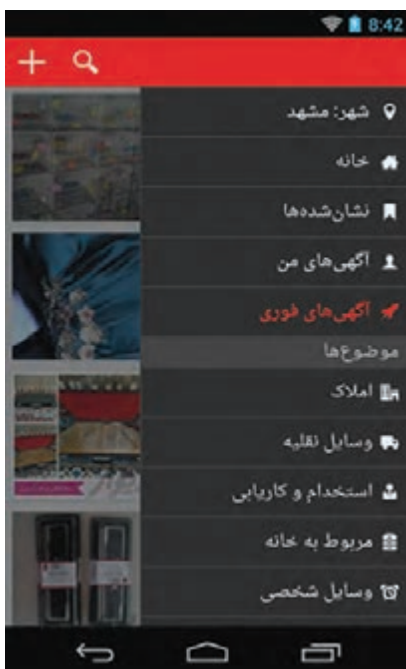 8:42
شهر: مشهد
خانه
نشان‌شده‌ها
آگهی‌های من
آگهی‌های فوری
موضوع‌ها
املاک
وسایل نقلیه
استخدام و کاریابی
مربوط به خانه
وسایل شخصی